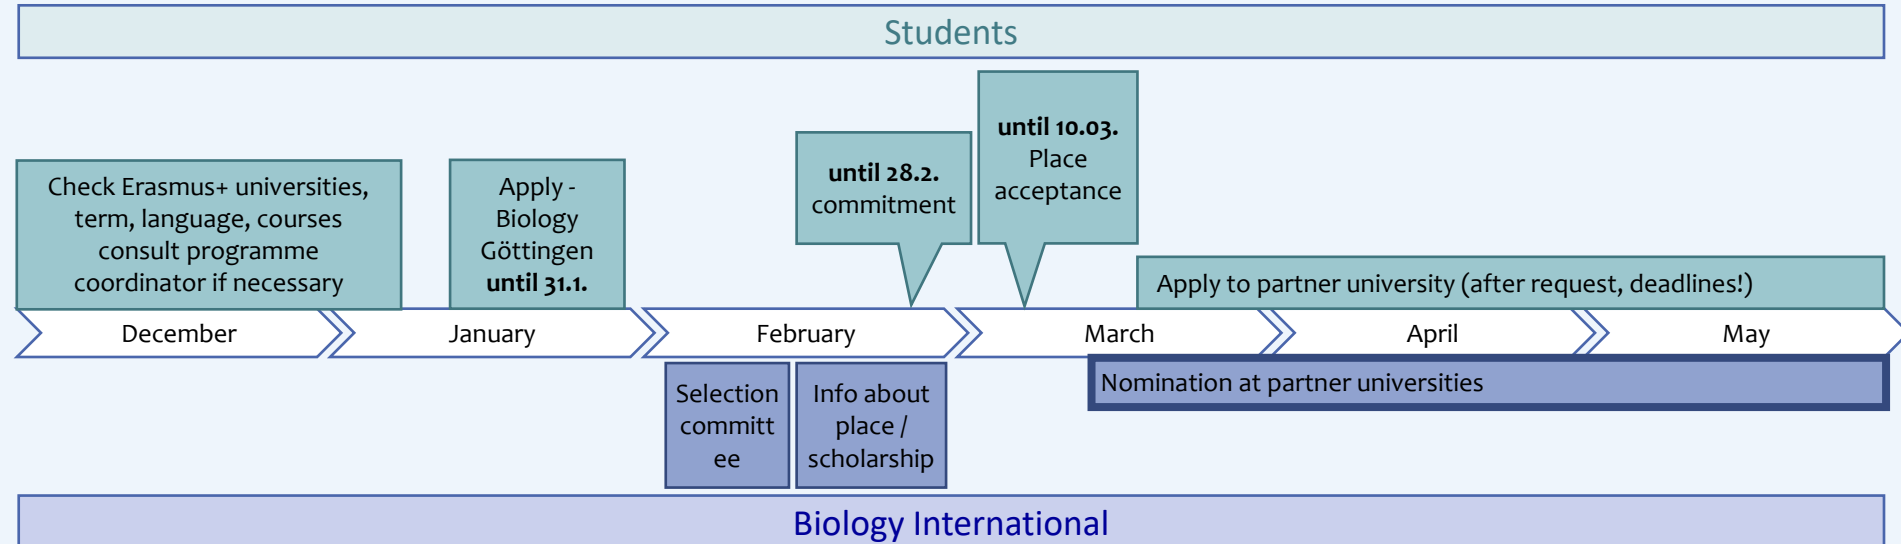 Students
Check Erasmus+ universities,
term, language, courses
consult programme
coordinator if necessary
Apply -
Biology
Göttingen
until 31.1.
until 28.2.
commitment
until 10.03.
Place
acceptance
Apply to partner university (after request, deadlines!)
December
January
February
March
April
May
Selection
committ
ee
Info about
place /
scholarship
Nomination at partner universities
Biology International